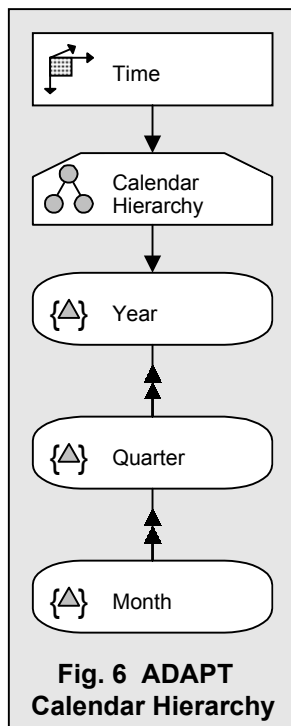 Time
Calendar
Hierarchy
{▲} Year
{▲} Quarter
{▲} Month
Fig. 6 ADAPT
Calendar Hierarchy